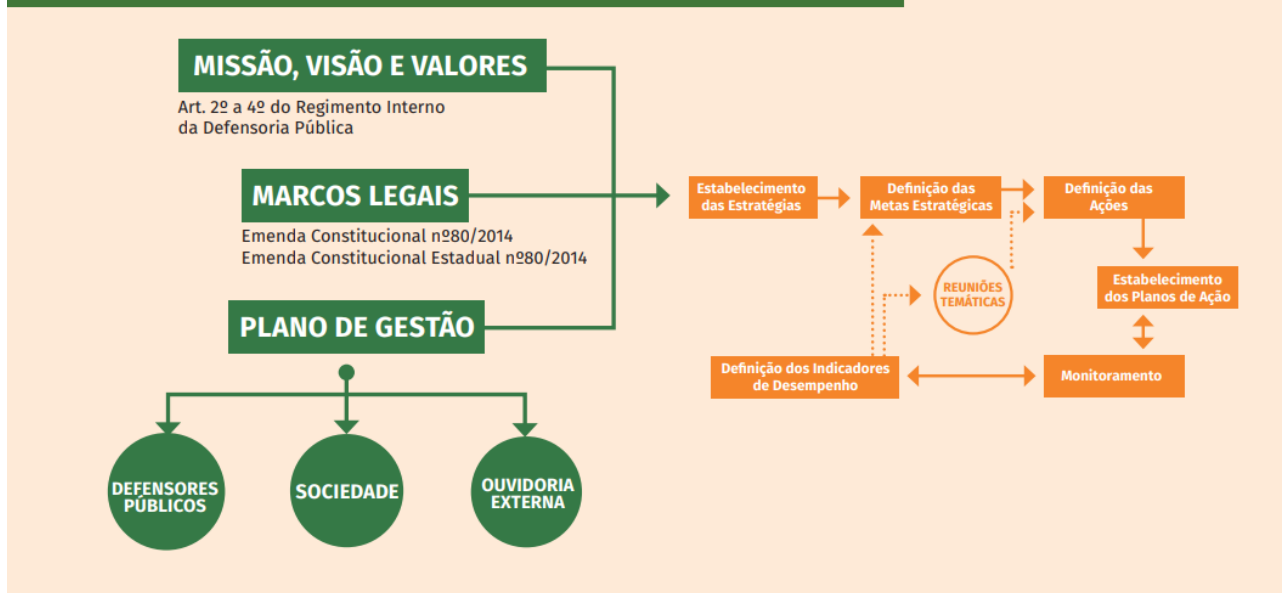 MISSÃO, VISÃO E VALORES
Art. 2º a 4º do Regimento Interno
da Defensoria Pública
MARCOS LEGAIS
Emenda Constitucional nº80/2014
Emenda Constitucional Estadual nº80/2014
PLANO DE GESTÃO
DEFENSORES
PÚBLICOS
SOCIEDADE
OUVIDORIA
EXTERNA
Estabelecimento
das Estratégias
Definição das
Metas Estratégicas
Definição das
Ações
REUNIÕES
TEMÁTICAS
Estabelecimento
dos Planos de Ação
Definição dos Indicadores
de Desempenho
Monitoramento